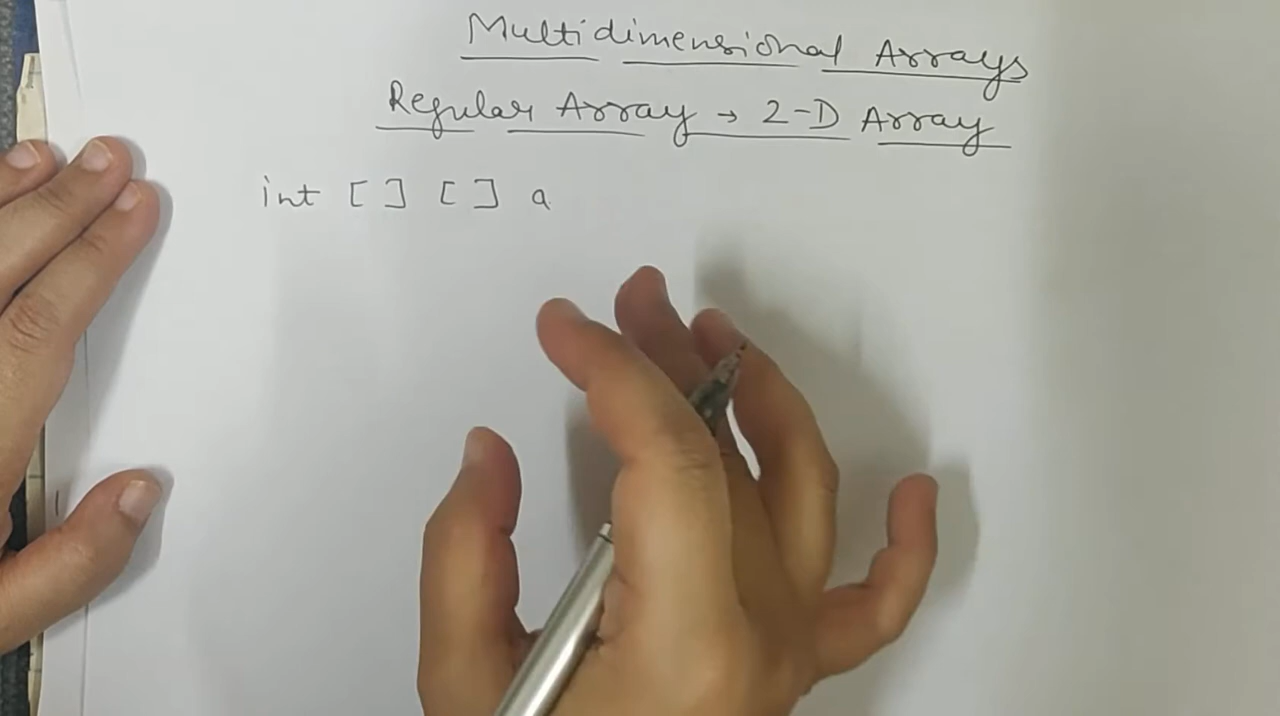 Multidimensional Arrays
Regular Array → 2-D Array
int [ ] [ ] a